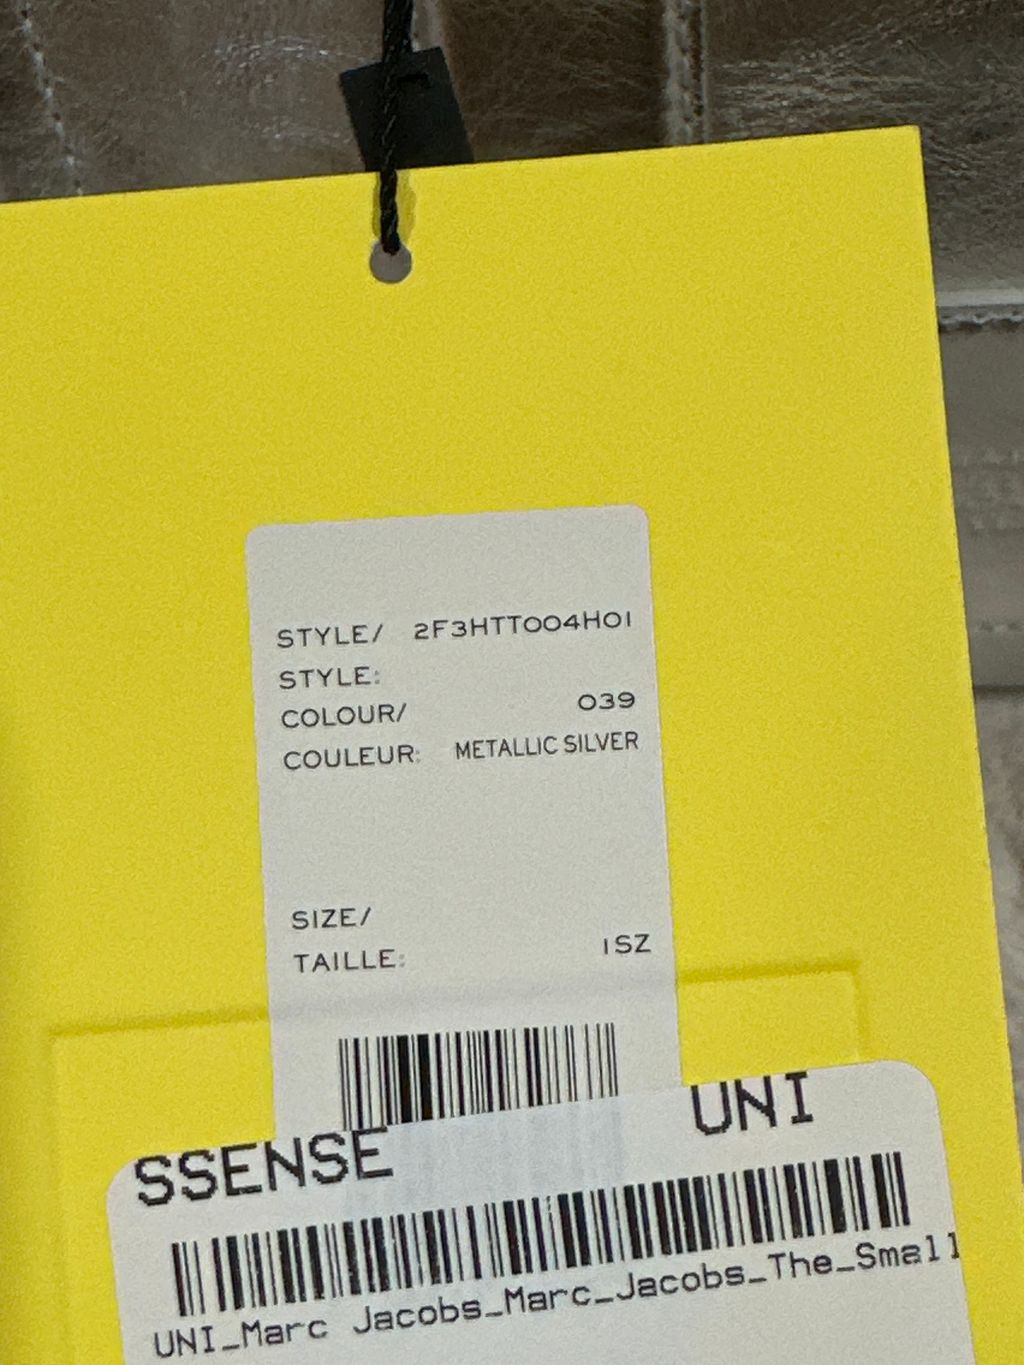 STYLE/ 2F3HTT004H01
STYLE:
COLOUR/ 039
COULEUR: METALLIC SILVER
SIZE/
TAILLE: 1SZ
SSENSE UNI
UNI_Marc Jacobs_Marc_Jacobs_The_Small